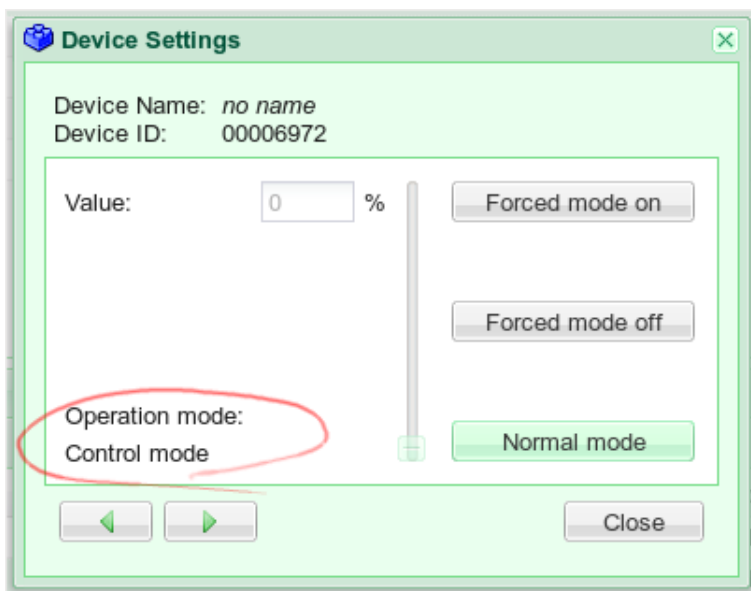 Device Settings
Device Name: no name
Device ID: 00006972
Value: 0 %
Forced mode on
Forced mode off
Operation mode:
Control mode
Normal mode
Close